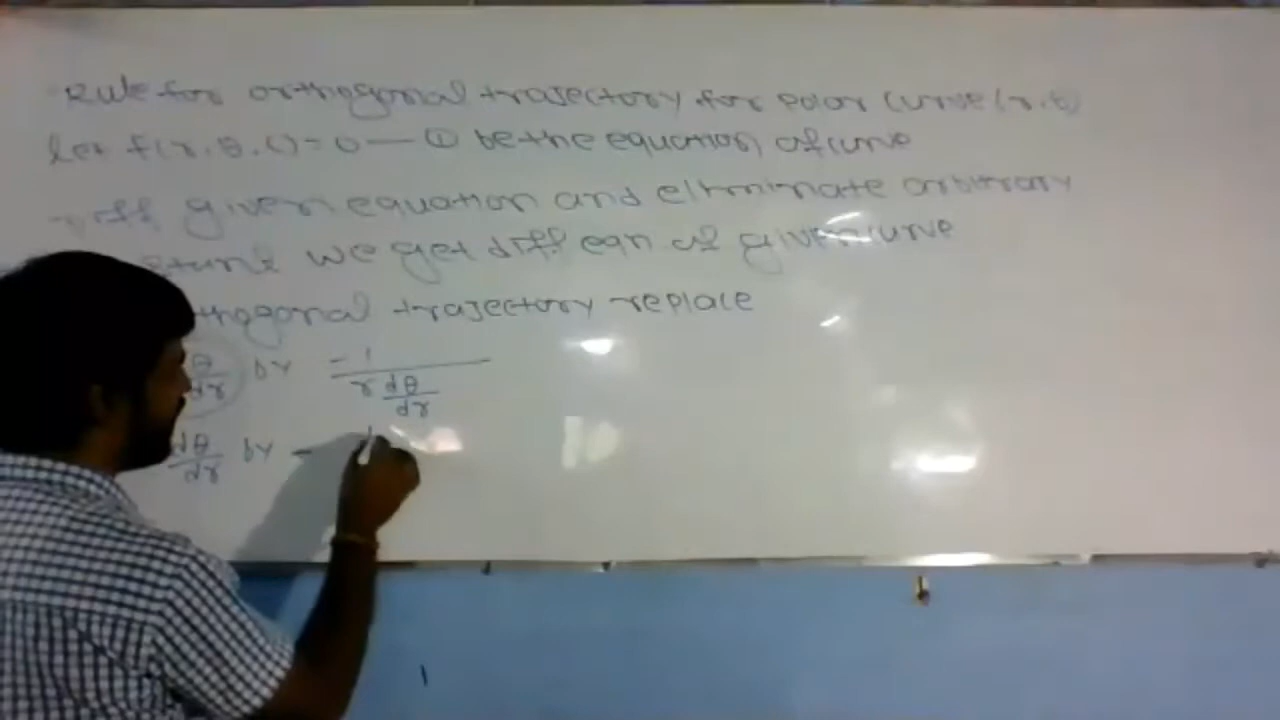 Rule for orthogonal trajectory for polar curve (r, θ)
Let f(r, θ, c) = 0 — ① be the equation of curve
Diff given equation and eliminate arbitrary
we get diff eqn of given curve
orthogonal trajectory replace
dθ/dr by -1/(r dθ/dr)
dθ/dr by - 1